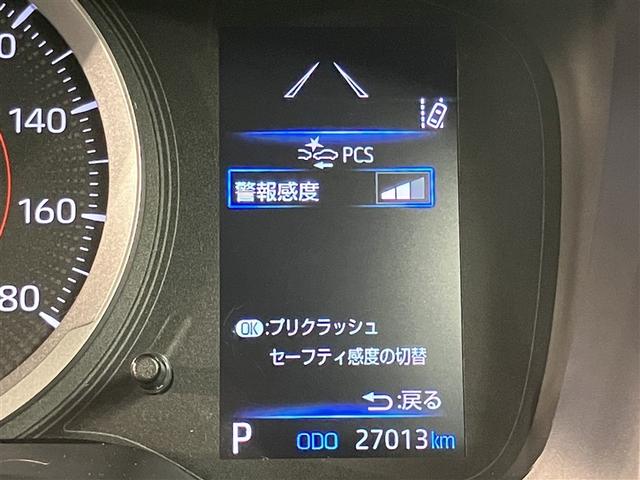 140
160
80
PCS
警報感度
OK:プリクラッシュ
セーフティ感度の切替
:戻る
P ODO 27013km